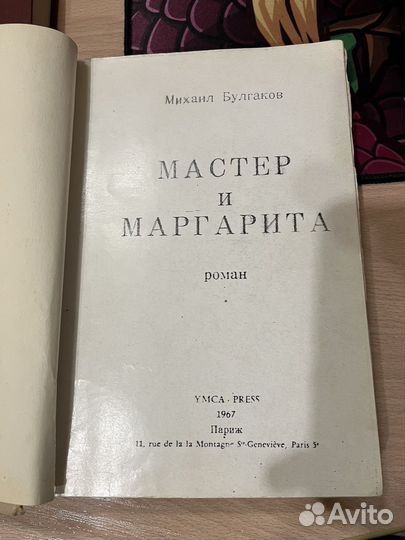 Михаил Булгаков
МАСТЕР
И
МАРГАРИТА
роман
YMCA - PRESS
1967
Париж
11, rue de la la Montagne Ste-Geneviève, Paris 5e
Avito